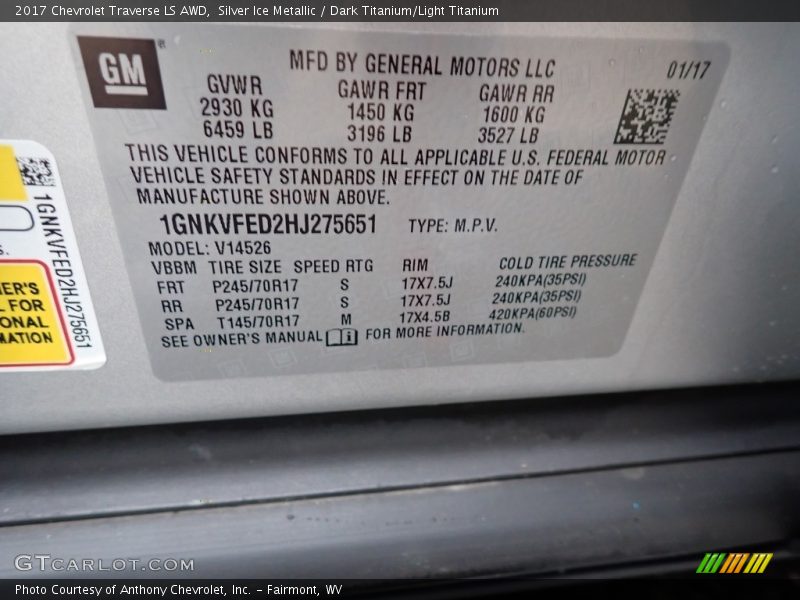 2017 Chevrolet Traverse LS AWD,  Silver Ice Metallic / Dark Titanium/Light Titanium
GM
®
MFD BY GENERAL MOTORS LLC
01/17
GVWR GAWR FRT GAWR RR
2930 KG 1450 KG 1600 KG
6459 LB 3196 LB 3527 LB
THIS VEHICLE CONFORMS TO ALL APPLICABLE U.S. FEDERAL MOTOR
VEHICLE SAFETY STANDARDS IN EFFECT ON THE DATE OF
MANUFACTURE SHOWN ABOVE.
1GNKVFED2HJ275651 TYPE: M.P.V.
MODEL: V14526
VBBM TIRE SIZE SPEED RTG RIM COLD TIRE PRESSURE
FRT P245/70R17 S 17X7.5J 240KPA(35PSI)
RR P245/70R17 S 17X7.5J 240KPA(35PSI)
SPA T145/70R17 M 17X4.5B 420KPA(60PSI)
SEE OWNER'S MANUAL i FOR MORE INFORMATION.
1GNKVFED2HJ275651
S.
NER'S
L FOR
IONAL
MATION
GTCARLOT.COM
Photo Courtesy of Anthony Chevrolet, Inc. – Fairmont, WV